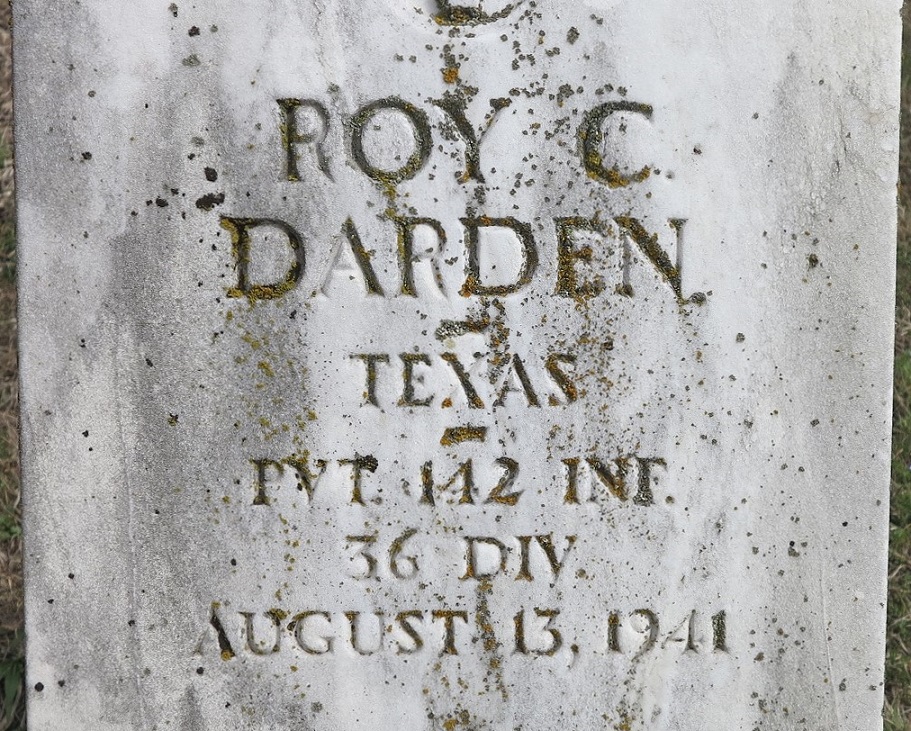 ROY C.
DARDEN
TEXAS
PVT. 142 INF.
36 DIV.
AUGUST 13, 1941